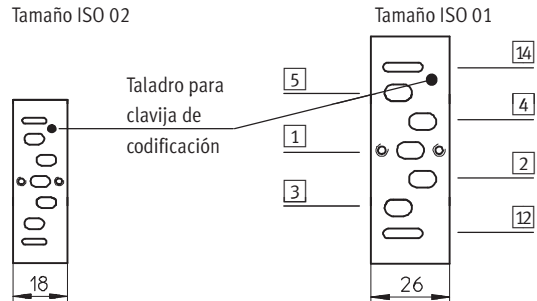 Tamaño ISO 02
Tamaño ISO 01
Taladro para
clavija de
codificación
5
1
3
14
4
2
12
18
26